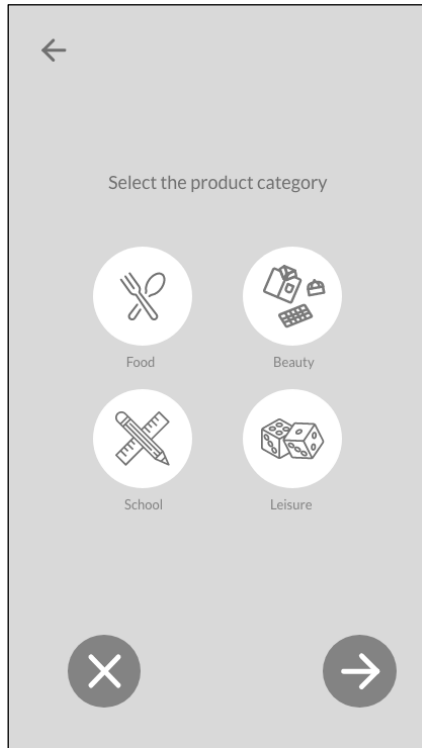 Select the product category
Food
Beauty
School
Leisure